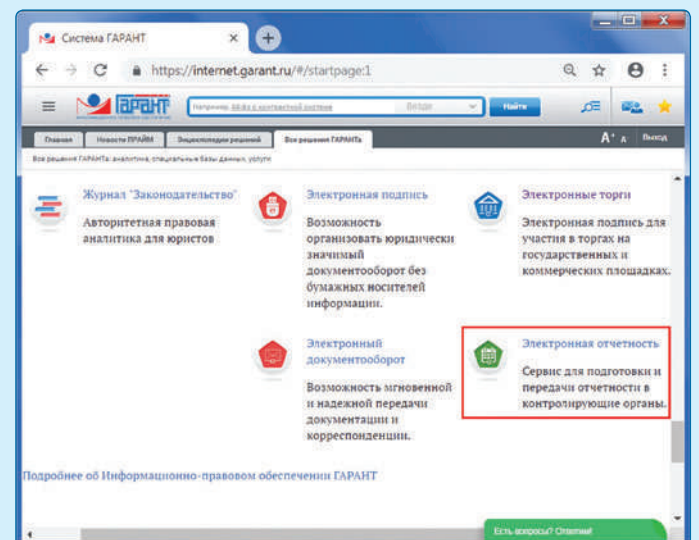 Система ГАРАНТ
https://internet.garant.ru/#/startpage:1
ГАРАНТ
Например, контрактной системе
Везде
Найти
Главная
Новости ПРАЙМ
Энциклопедия решений
Все решения ГАРАНТа
А⁺ А⁻
Выход
Все решения ГАРАНТа: аналитика, специальные базы данных, услуги
Журнал "Законодательство"
Авторитетная правовая
аналитика для юристов
Электронная подпись
Возможность
организовать юридически
значимый
документооборот без
бумажных носителей
информации.
Электронные торги
Электронная подпись для
участия в торгах на
государственных и
коммерческих площадках.
Электронный
документооборот
Возможность мгновенной
и надежной передачи
документации и
корреспонденции.
Электронная отчетность
Сервис для подготовки и
передачи отчетности в
контролирующие органы.
Подробнее об Информационно-правовом обеспечении ГАРАНТ
Есть вопросы? Ответим!